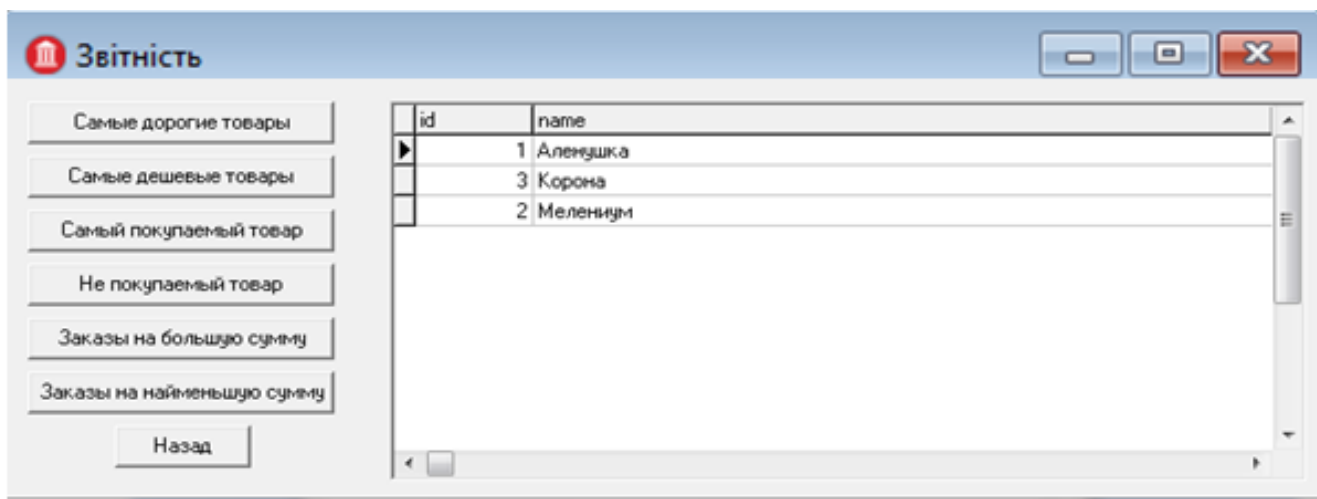 Звітність
Самые дорогие товары
Самые дешевые товары
Самый покупаемый товар
Не покупаемый товар
Заказы на большую сумму
Заказы на найменьшую сумму
Назад
id name
1 Аленушка
3 Корона
2 Мелениум